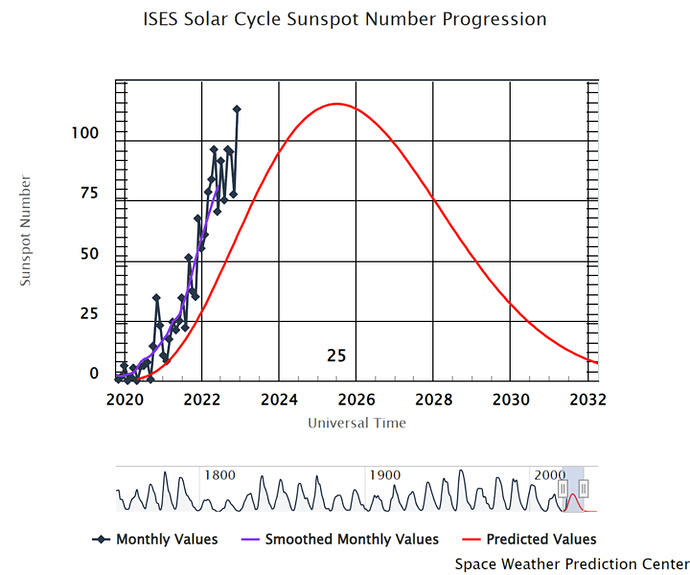 ISES Solar Cycle Sunspot Number Progression
Sunspot Number
100
75
50
25
0
25
2020 2022 2024 2026 2028 2030 2032
Universal Time
1800 1900 2000
Monthly Values Smoothed Monthly Values Predicted Values
Space Weather Prediction Center